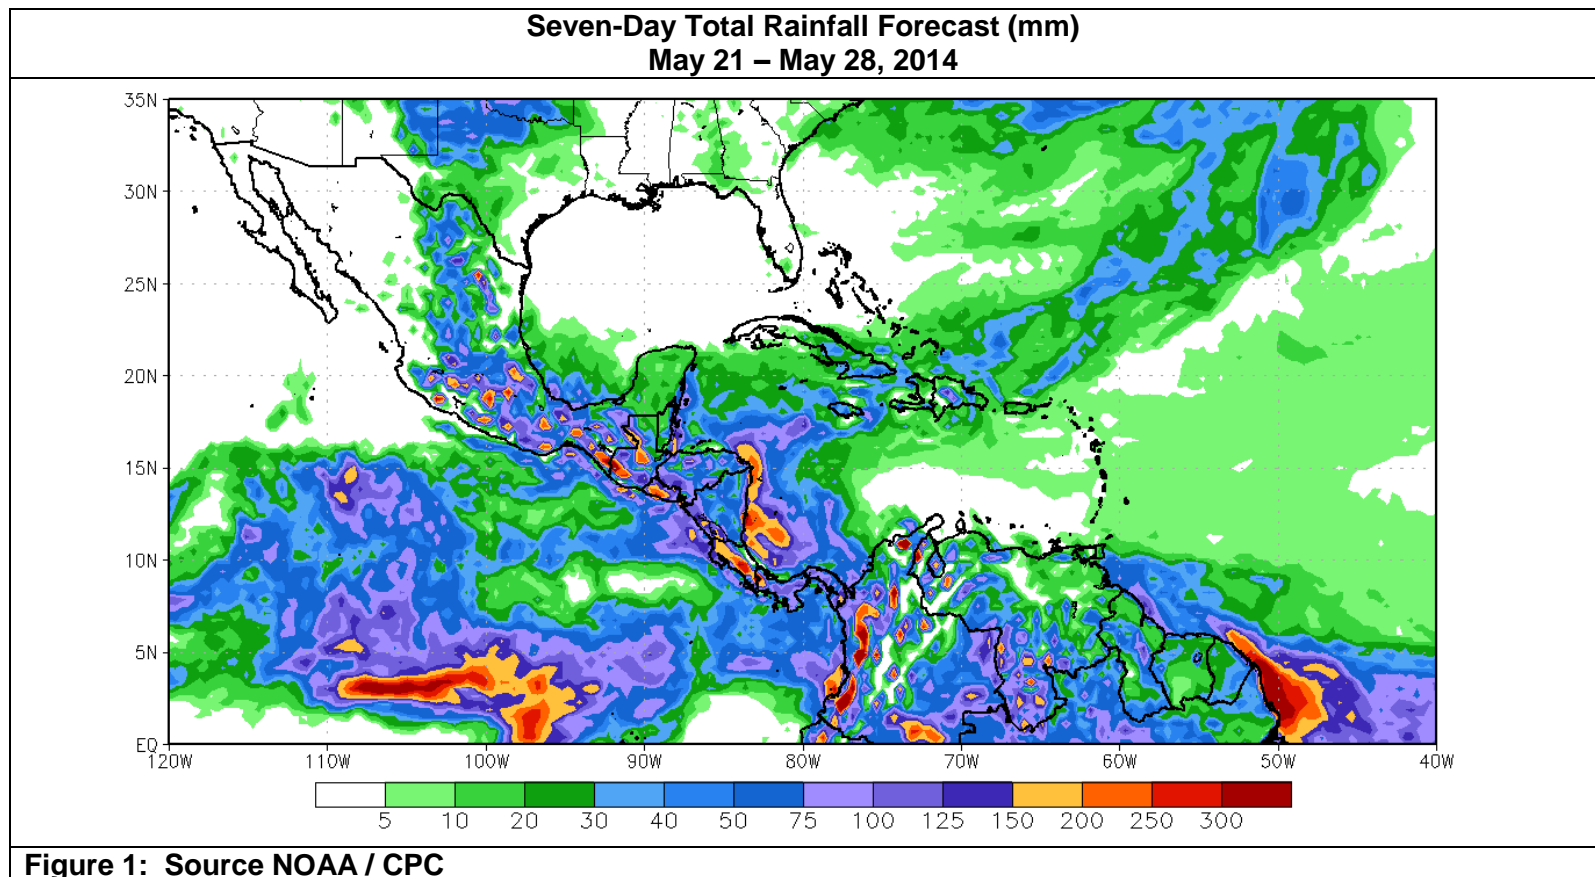 Seven-Day Total Rainfall Forecast (mm)
May 21 – May 28, 2014
35N
30N
25N
20N
15N
10N
5N
EQ
120W 110W 100W 90W 80W 70W 60W 50W 40W
5 10 20 30 40 50 75 100 125 150 200 250 300
Figure 1: Source NOAA / CPC